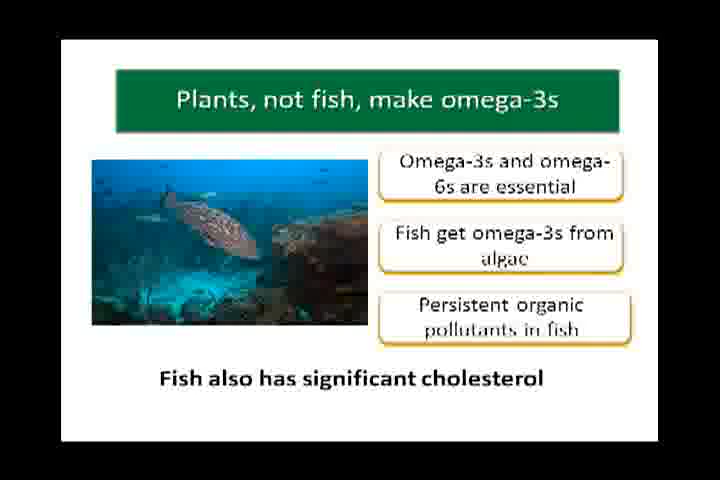 Plants, not fish, make omega-3s
Omega-3s and omega-
6s are essential
Fish get omega-3s from
algae
Persistent organic
pollutants in fish
Fish also has significant cholesterol